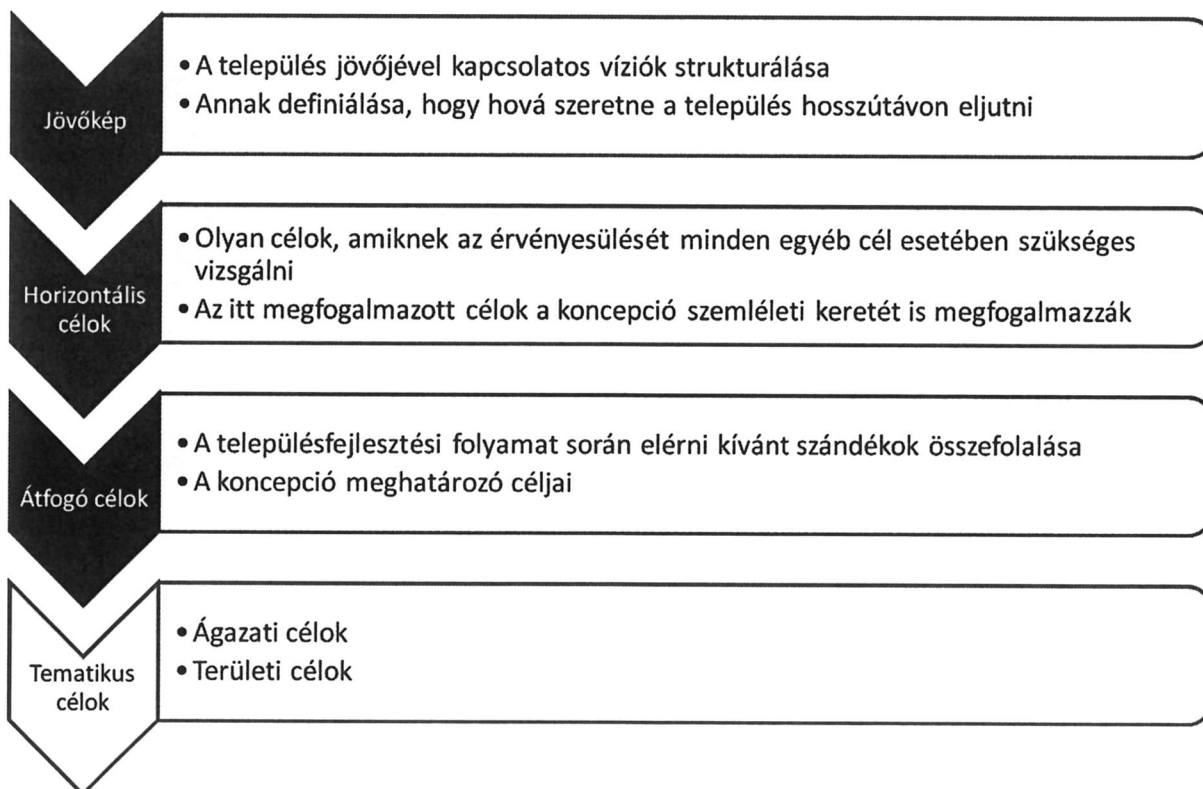 Jövőkép
• A település jövőjével kapcsolatos víziók strukturálása
• Annak definiálása, hogy hová szeretne a település hosszútávon eljutni
Horizontális
célok
• Olyan célok, amiknek az érvényesülését minden egyéb cél esetében szükséges
vizsgálni
• Az itt megfogalmazott célok a koncepció szemléleti keretét is megfogalmazzák
Átfogó célok
• A településfejlesztési folyamat során elérni kívánt szándékok összefolalása
• A koncepció meghatározó céljai
Tematikus
célok
• Ágazati célok
• Területi célok